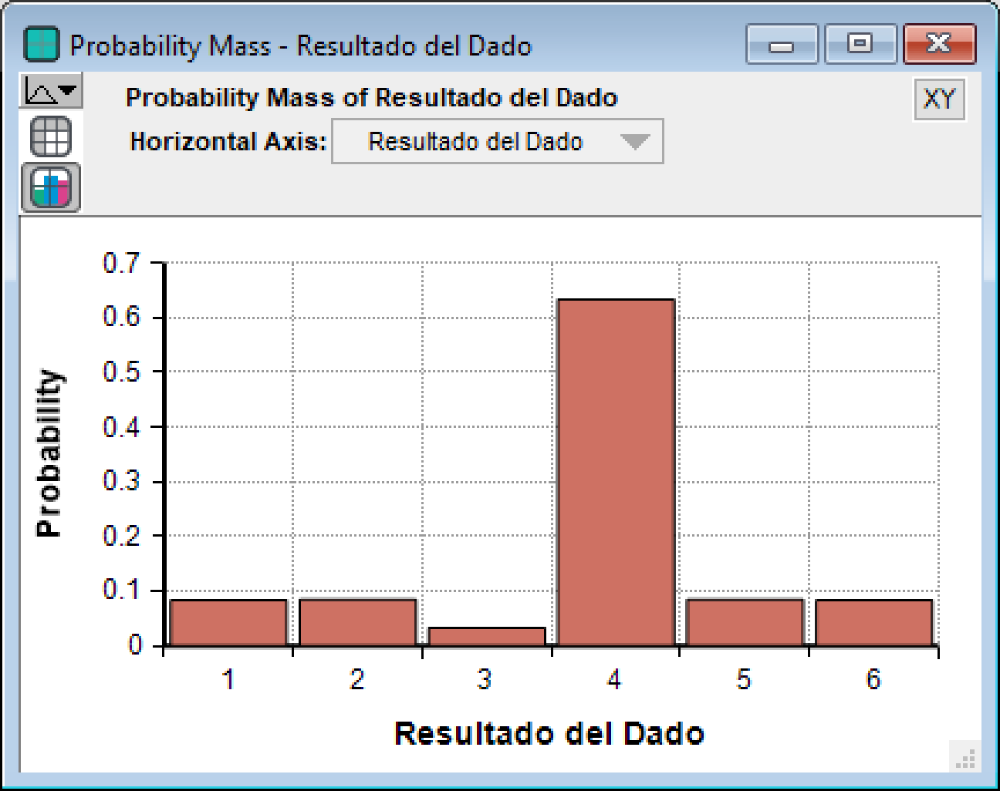 Probability Mass - Resultado del Dado
Probability Mass of Resultado del Dado
XY
Horizontal Axis: Resultado del Dado
0.7
0.6
0.5
0.4
0.3
0.2
0.1
0
Probability
1 2 3 4 5 6
Resultado del Dado